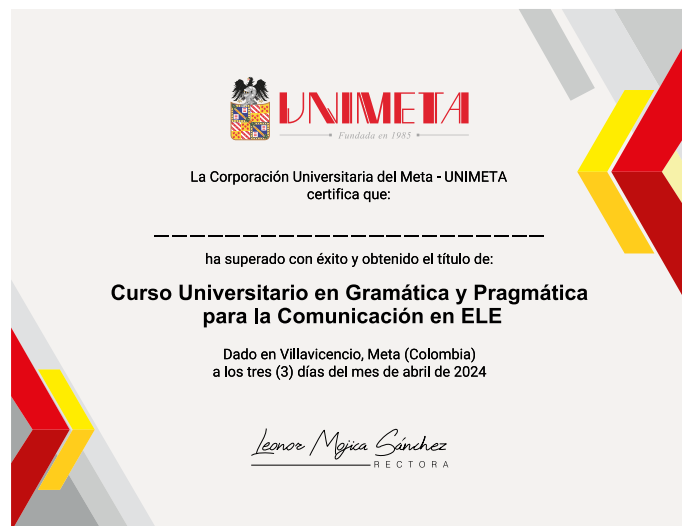 UNIMETA
Fundada en 1985
La Corporación Universitaria del Meta - UNIMETA
certifica que:
ha superado con éxito y obtenido el título de:
Curso Universitario en Gramática y Pragmática
para la Comunicación en ELE
Dado en Villavicencio, Meta (Colombia)
a los tres (3) días del mes de abril de 2024
Leonor Mojica Sánchez
RECTORA